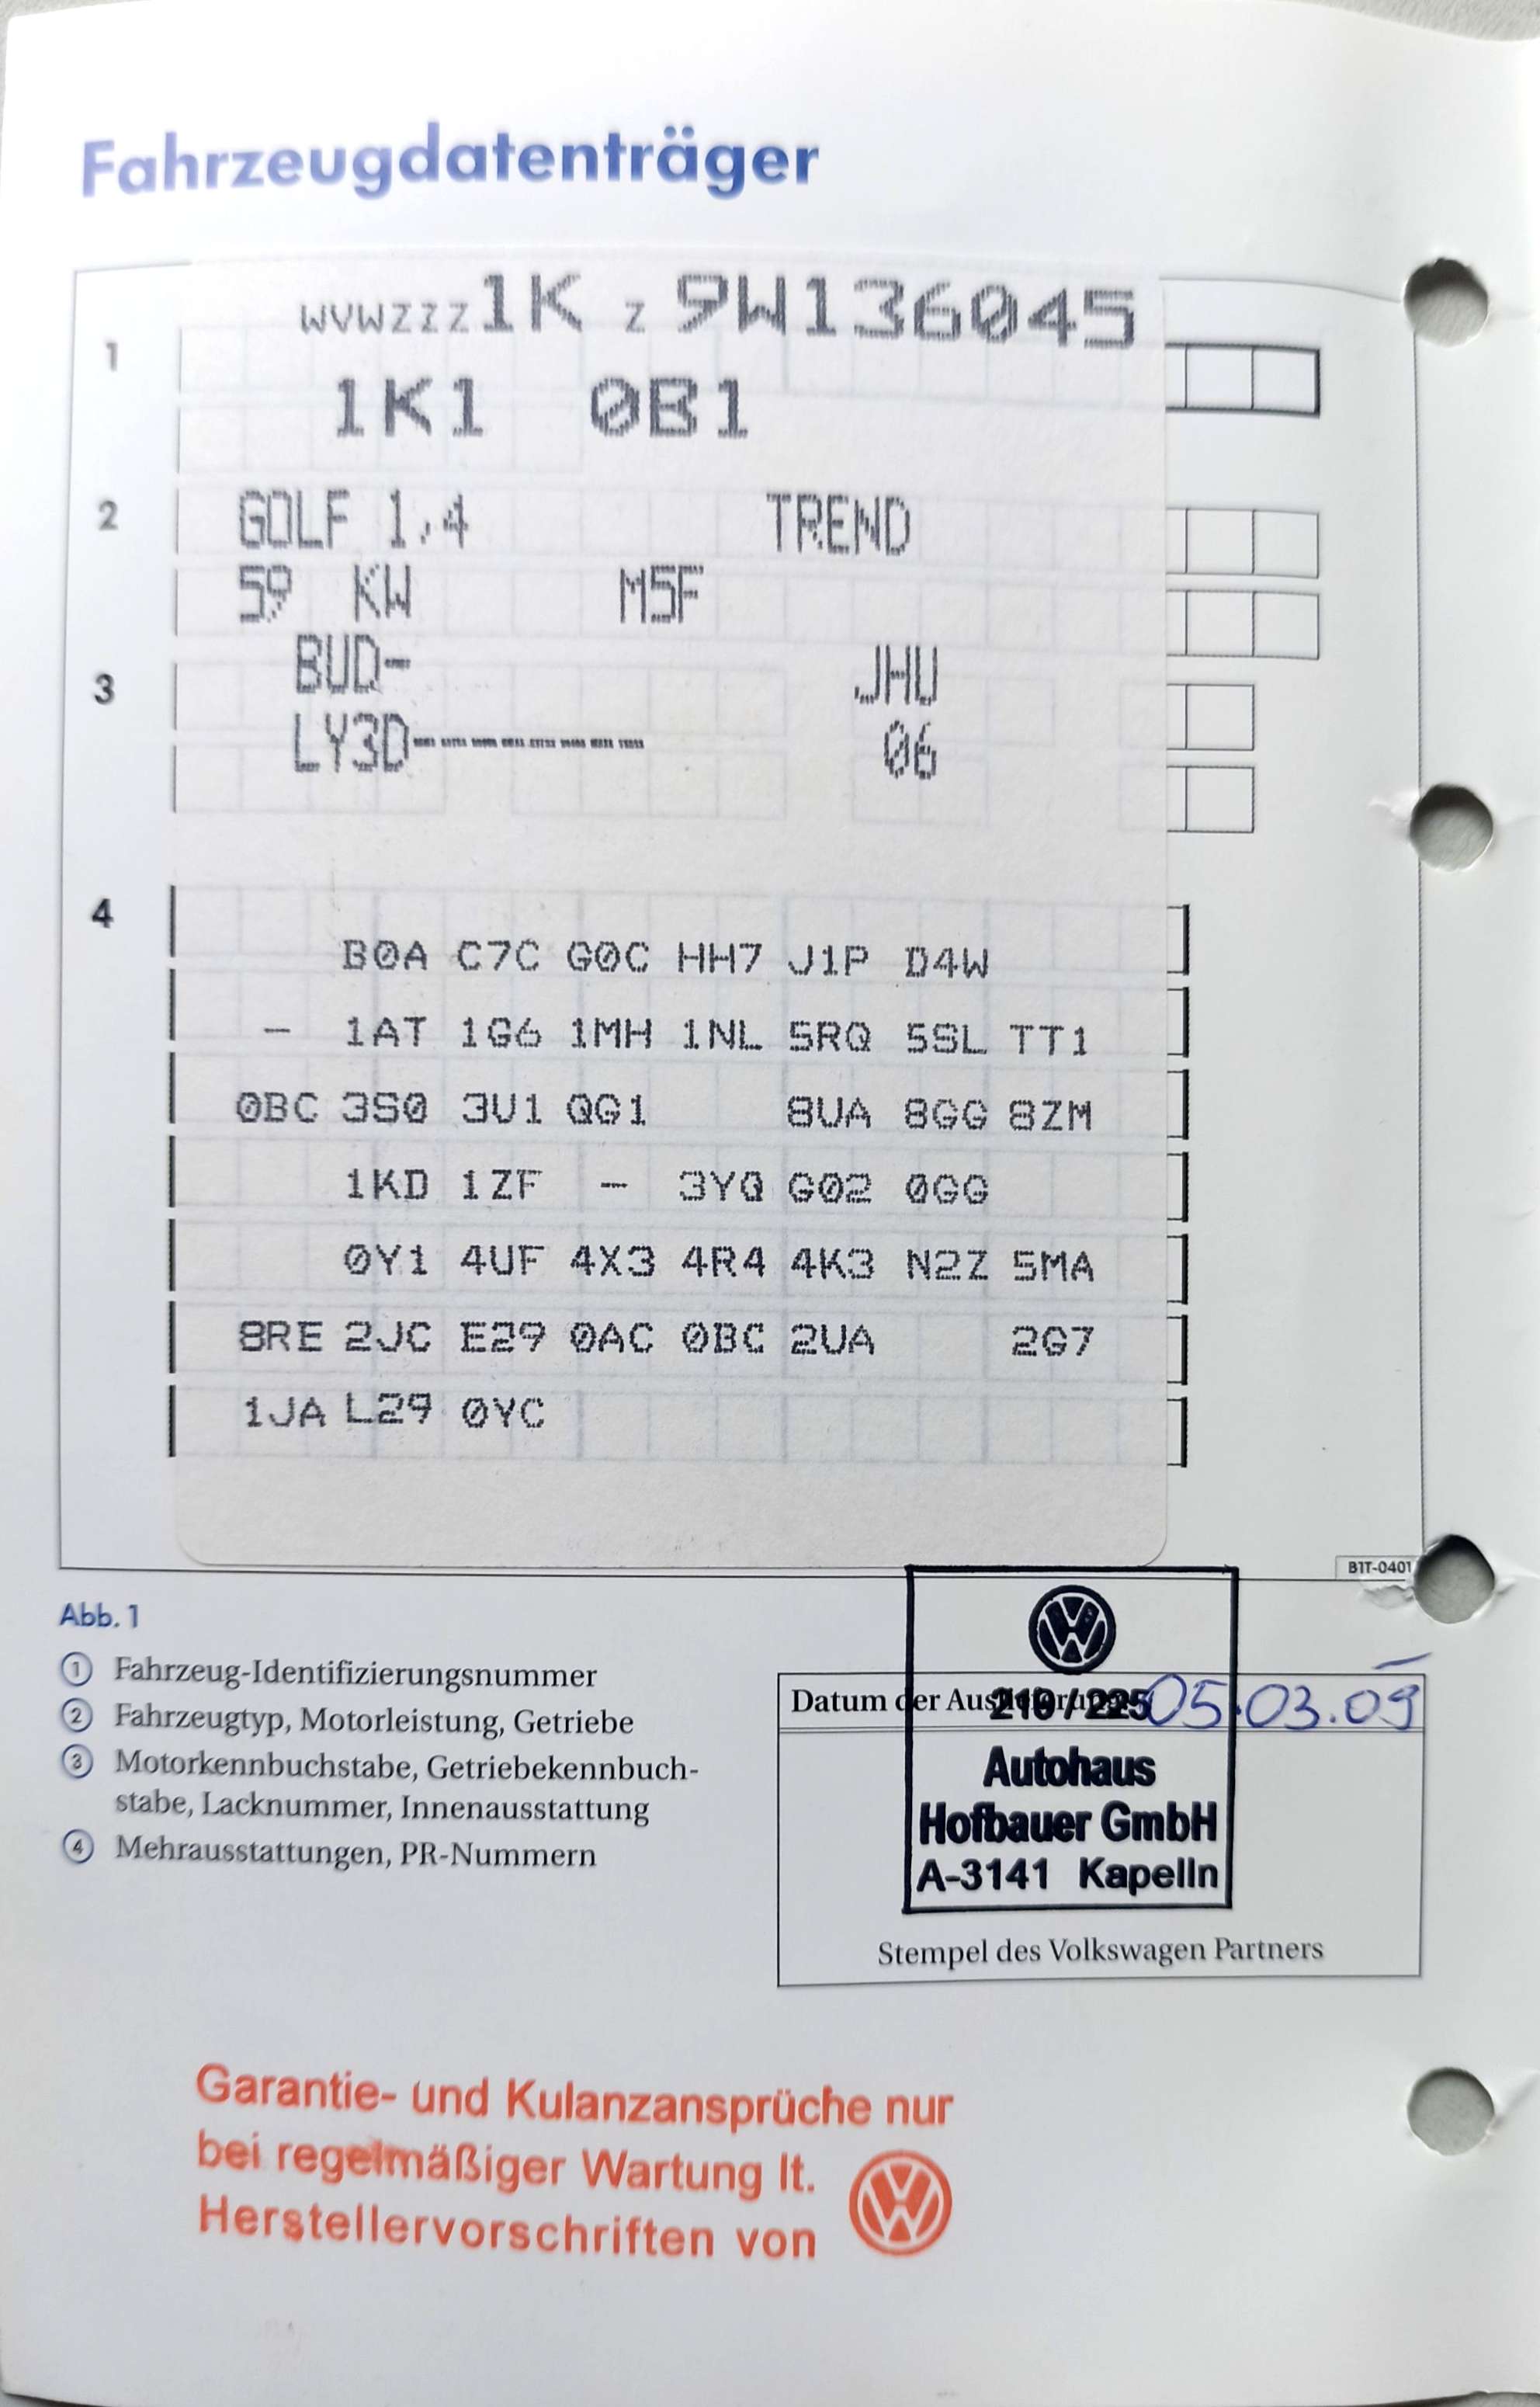 Fahrzeugdatenträger
WVWZZZ1K Z 9W136045
1
1K1 0B1
2 GOLF 1,4 TREND
59 KW M5F
BUD- JHU
3
LY3D--------- 06
4
B0A C7C G0C HH7 J1P D4W
- 1AT 1G6 1MH 1NL 5RQ 5SL TT1
0BC 3S0 3U1 QG1 8UA 8GG 8ZM
1KD 1ZF - 3YQ G02 0GG
0Y1 4UF 4X3 4R4 4K3 N2Z 5MA
8RE 2JC E29 0AC 0BC 2UA 2G7
1JA L29 0YC
B1T-0401
Abb. 1
1 Fahrzeug-Identifizierungsnummer
2 Fahrzeugtyp, Motorleistung, Getriebe
3 Motorkennbuchstabe, Getriebekennbuch-
stabe, Lacknummer, Innenausstattung
4 Mehrausstattungen, PR-Nummern
Datum der Auslieferung 05.03.09
/ 225
Autohaus
Hofbauer GmbH
A-3141 Kapelln
Stempel des Volkswagen Partners
Garantie- und Kulanzansprüche nur
bei regelmäßiger Wartung lt.
Herstellervorschriften von